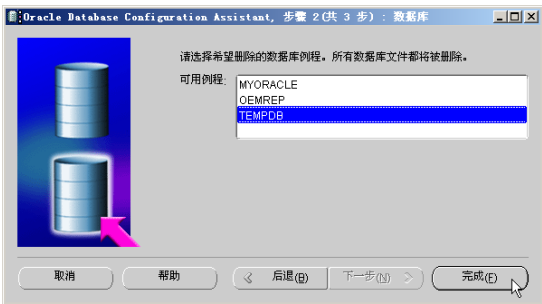 Oracle Database Configuration Assistant, 步骤 2(共 3 步) : 数据库
请选择希望删除的数据库例程。所有数据库文件都将被删除。
可用例程:
MYORACLE
OEMREP
TEMPDB
取消
帮助
后退(B)
下一步(N)
完成(F)